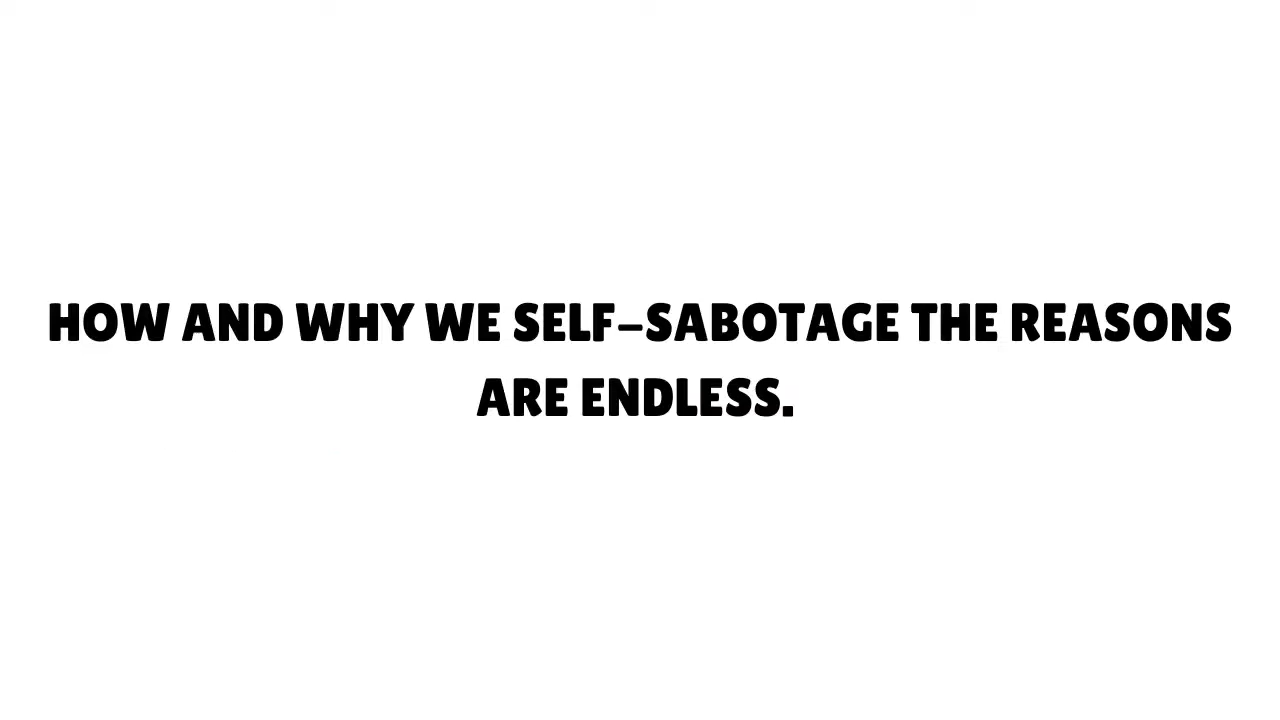 HOW AND WHY WE SELF-SABOTAGE THE REASONS
ARE ENDLESS.